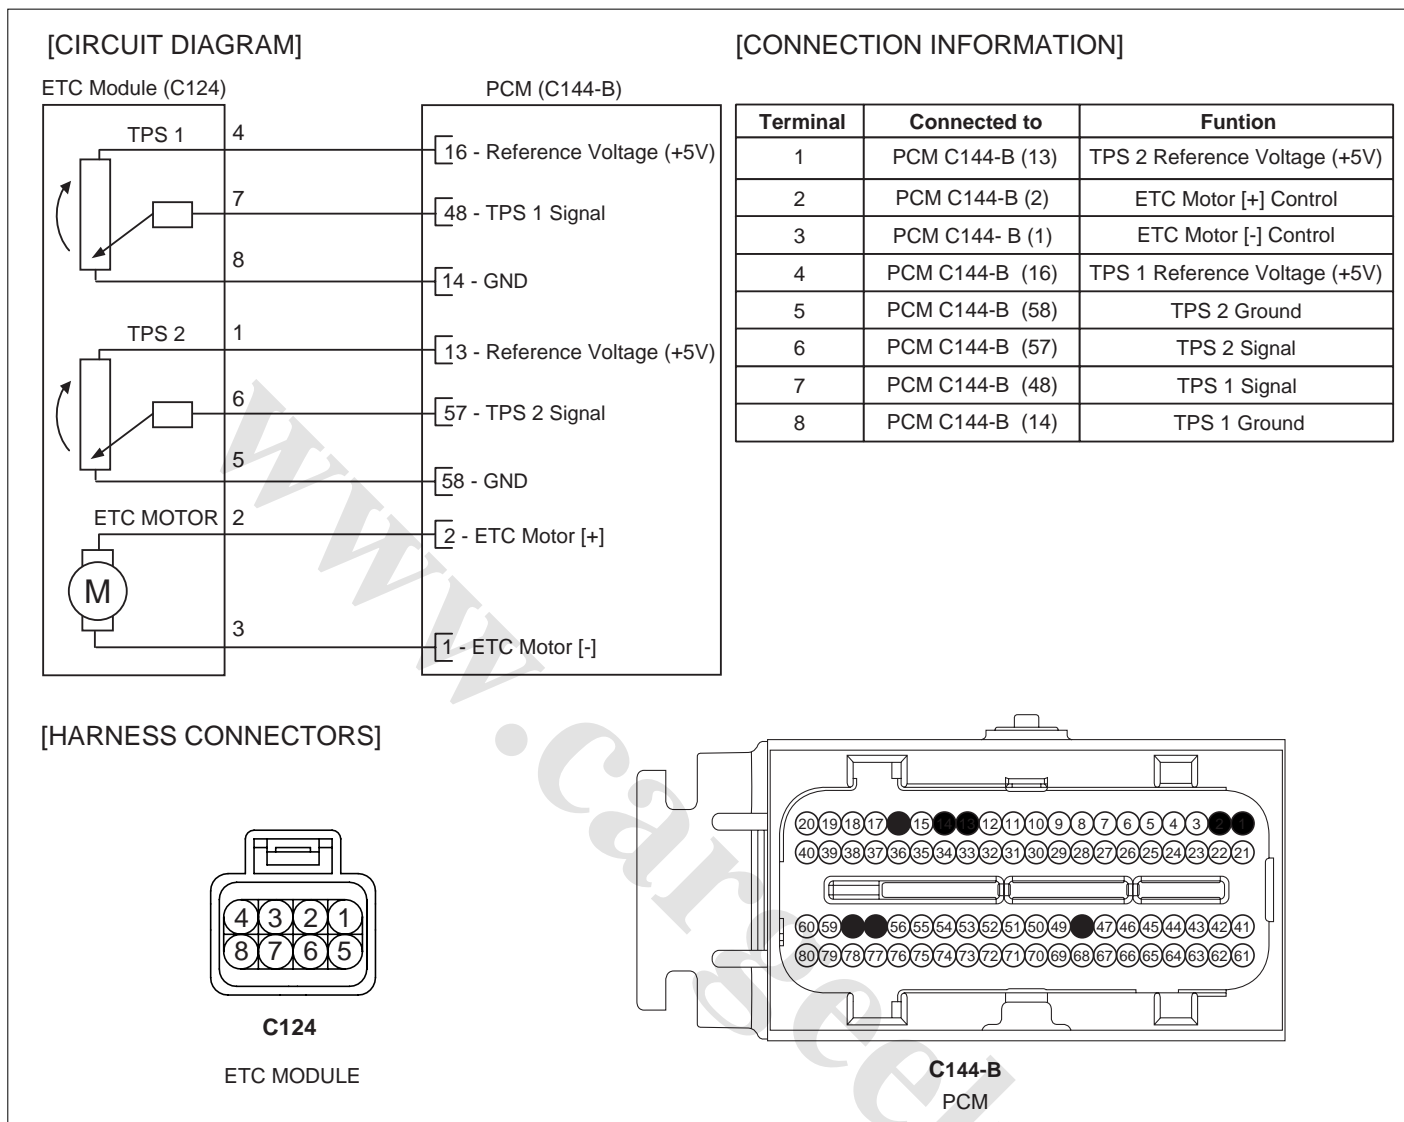 [CIRCUIT DIAGRAM]
ETC Module (C124)
PCM (C144-B)
TPS 1
4
16 - Reference Voltage (+5V)
7
48 - TPS 1 Signal
8
14 - GND
TPS 2
1
13 - Reference Voltage (+5V)
6
57 - TPS 2 Signal
5
58 - GND
ETC MOTOR
2
2 - ETC Motor [+]
M
3
1 - ETC Motor [-]
[CONNECTION INFORMATION]
Terminal Connected to Funtion
1 PCM C144-B (13) TPS 2 Reference Voltage (+5V)
2 PCM C144-B (2) ETC Motor [+] Control
3 PCM C144- B (1) ETC Motor [-] Control
4 PCM C144-B (16) TPS 1 Reference Voltage (+5V)
5 PCM C144-B (58) TPS 2 Ground
6 PCM C144-B (57) TPS 2 Signal
7 PCM C144-B (48) TPS 1 Signal
8 PCM C144-B (14) TPS 1 Ground
[HARNESS CONNECTORS]
4 3 2 1
8 7 6 5
C124
ETC MODULE
20 19 18 17 15 14 13 12 11 10 9 8 7 6 5 4 3 2 1
40 39 38 37 36 35 34 33 32 31 30 29 28 27 26 25 24 23 22 21
60 59 56 55 54 53 52 51 50 49 47 46 45 44 43 42 41
80 79 78 77 76 75 74 73 72 71 70 69 68 67 66 65 64 63 62 61
C144-B
PCM